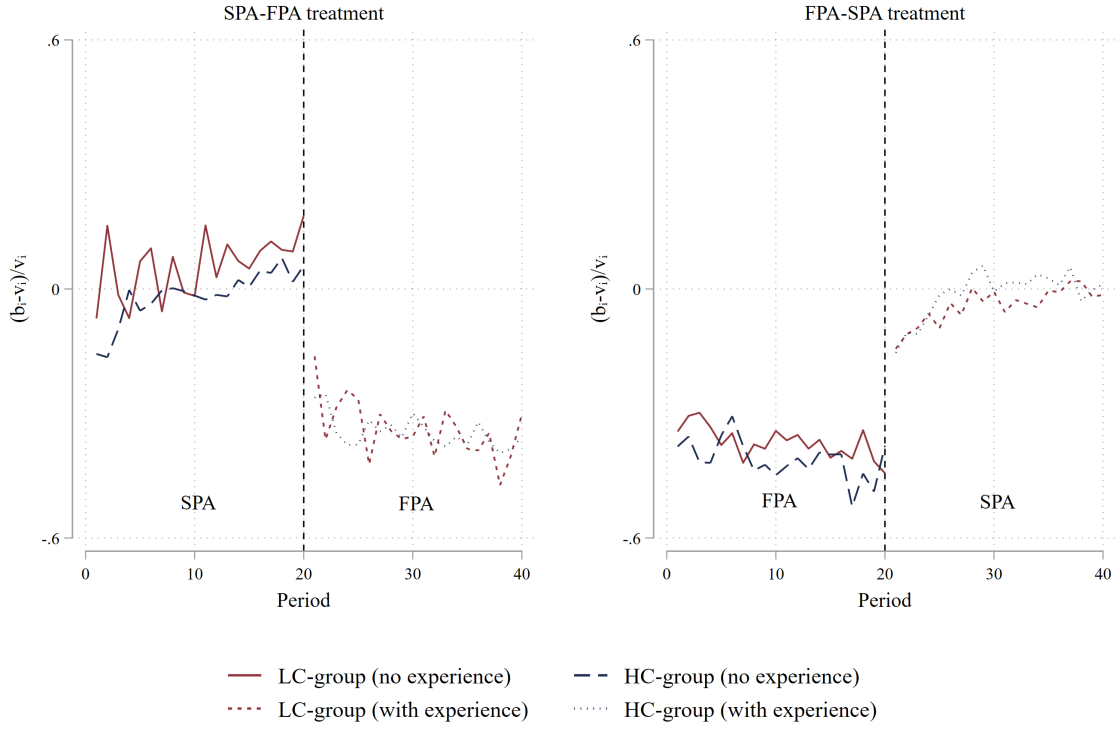 SPA-FPA treatment
.6
0
-.6
(bᵢ-vᵢ)/vᵢ
SPA
FPA
0 10 20 30 40
Period
FPA-SPA treatment
.6
0
-.6
(bᵢ-vᵢ)/vᵢ
FPA
SPA
0 10 20 30 40
Period
LC-group (no experience)
HC-group (no experience)
LC-group (with experience)
HC-group (with experience)